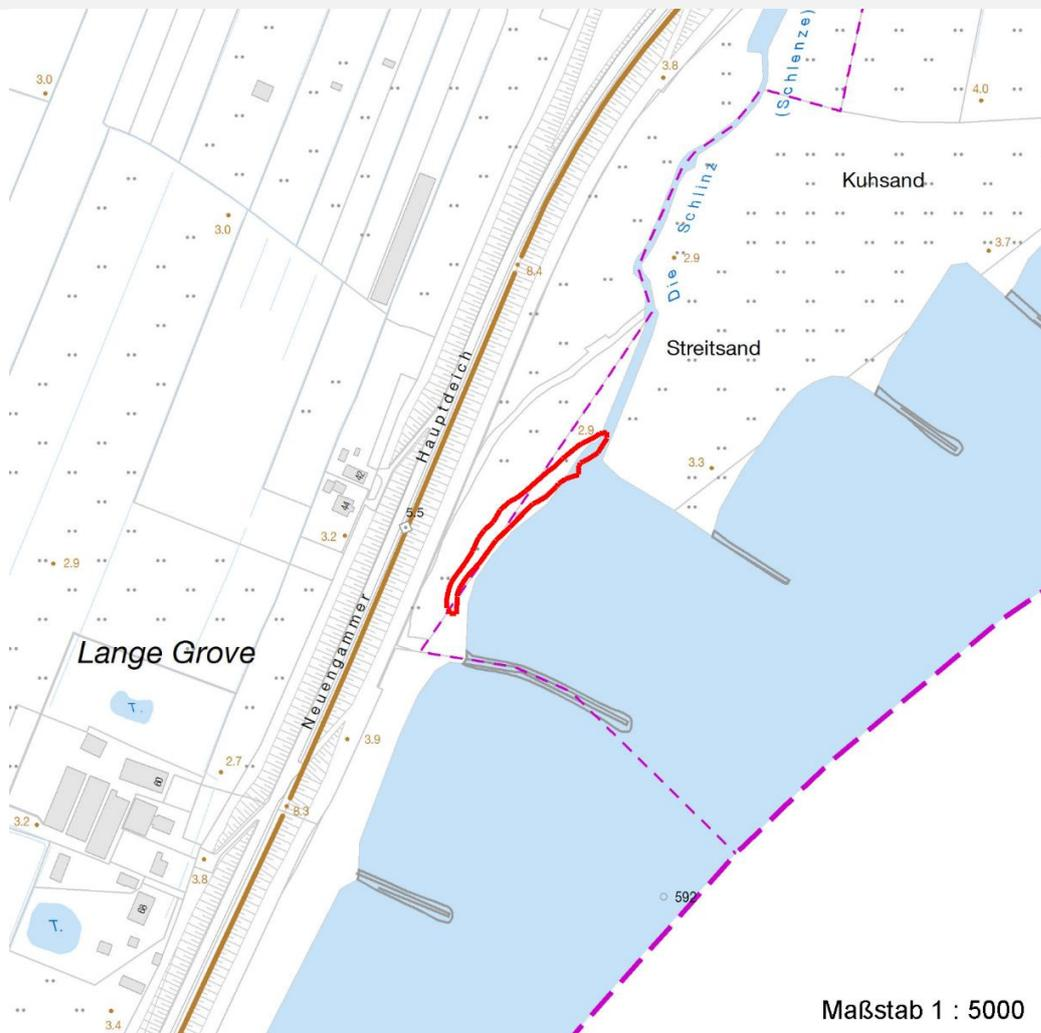 (Schlenze)
3.8
3.0
4.0
Kuhsand
Die Schlinz
3.0
3.7
2.9
8.4
Streitsand
Hauptdeich
2.9
3.3
42
44
5.5
3.2
2.9
Neuengammer
Lange Grove
T.
3.9
2.7
60
8.3
3.2
3.8
592
68
T.
3.4
Maßstab 1 : 5000